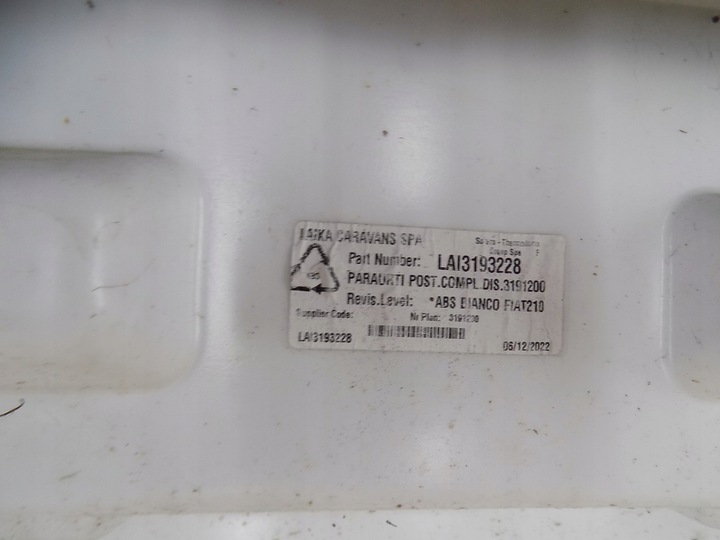 LAIKA CARAVANS SPA
Part Number: LAI3193228
PARAURTI POST.COMPL.DIS.3191200
Revis.Level: *ABS BIANCO FIAT210
Supplier Code: Nr Plan: 3191200
LAI3193228 06/12/2022